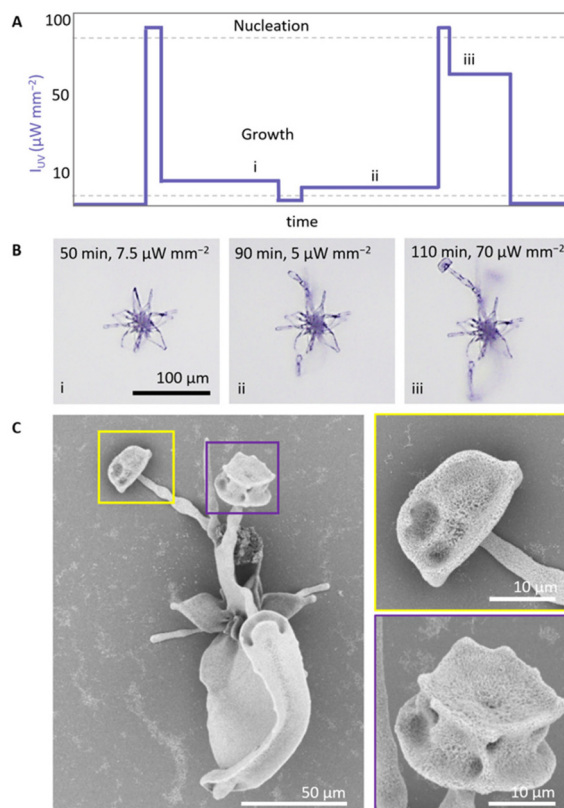 A
100
Nucleation
iii
50
I_UV (μW mm⁻²)
Growth
10
i
ii
time
B
50 min, 7.5 μW mm⁻²
90 min, 5 μW mm⁻²
110 min, 70 μW mm⁻²
100 μm
i
ii
iii
C
10 μm
50 μm
10 μm